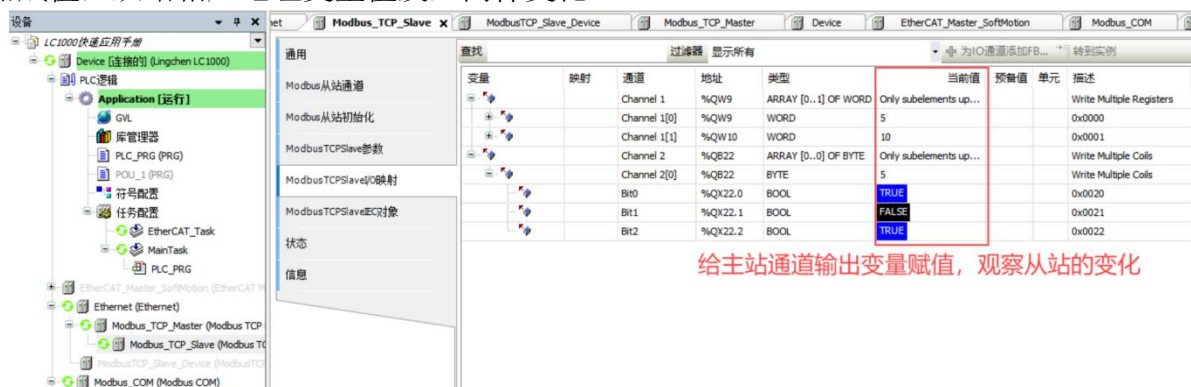 设备
LC1000快速应用手册
Device [连接的] (Lingchen LC1000)
PLC逻辑
Application [运行]
GVL
库管理器
PLC_PRG (PRG)
POU_1 (PRG)
符号配置
任务配置
EtherCAT_Task
MainTask
PLC_PRG
EtherCAT_Master_SoftMotion (EtherCAT M
Ethernet (Ethernet)
Modbus_TCP_Master (Modbus TCP
Modbus_TCP_Slave (Modbus TC
ModbusTCP_Slave_Device (ModbusTCP
Modbus_COM (Modbus COM)
net Modbus_TCP_Slave ModbusTCP_Slave_Device Modbus_TCP_Master Device EtherCAT_Master_SoftMotion Modbus_COM
通用
Modbus从站通道
Modbus从站初始化
ModbusTCPSlave参数
ModbusTCPSlaveI/O映射
ModbusTCPSlaveIEC对象
状态
信息
查找 过滤器 显示所有 为IO通道添加FB... 转到实例
变量 映射 通道 地址 类型 当前值 预备值 单元 描述
Channel 1 %QW9 ARRAY [0..1] OF WORD Only subelements up... Write Multiple Registers
Channel 1[0] %QW9 WORD 5 0x0000
Channel 1[1] %QW10 WORD 10 0x0001
Channel 2 %QB22 ARRAY [0..0] OF BYTE Only subelements up... Write Multiple Coils
Channel 2[0] %QB22 BYTE 5 Write Multiple Coils
Bit0 %QX22.0 BOOL TRUE 0x0020
Bit1 %QX22.1 BOOL FALSE 0x0021
Bit2 %QX22.2 BOOL TRUE 0x0022
给主站通道输出变量赋值，观察从站的变化